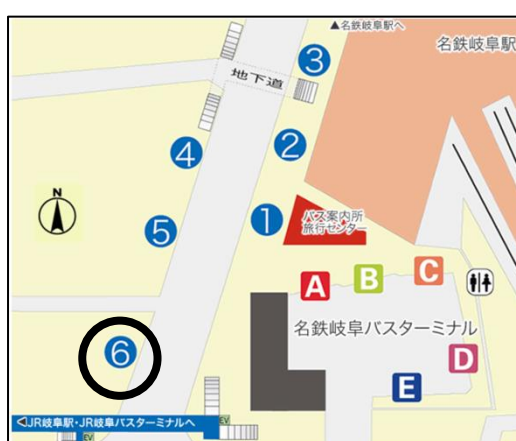 ▲名鉄岐阜駅へ
名鉄岐阜駅
③
地下道
②
④
N
①
バス案内所
旅行センター
⑤
A
B
C
名鉄岐阜バスターミナル
⑥
D
E
◀JR岐阜駅・JR岐阜バスターミナルへ
EV
EV